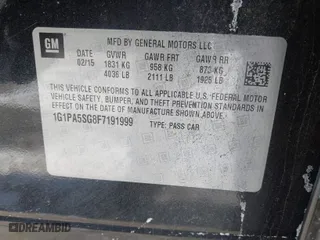 GM
MFD BY GENERAL MOTORS LLC
DATE GVWR GAWR FRT GAWR RR
02/15 1831 KG 958 KG 873 KG
4036 LB 2111 LB 1925 LB
THIS VEHICLE CONFORMS TO ALL APPLICABLE U.S. FEDERAL MOTOR
VEHICLE SAFETY, BUMPER, AND THEFT PREVENTION STANDARDS
IN EFFECT ON THE DATE OF MANUFACTURE SHOWN ABOVE.
1G1PA5SG8F7191999 TYPE: PASS CAR